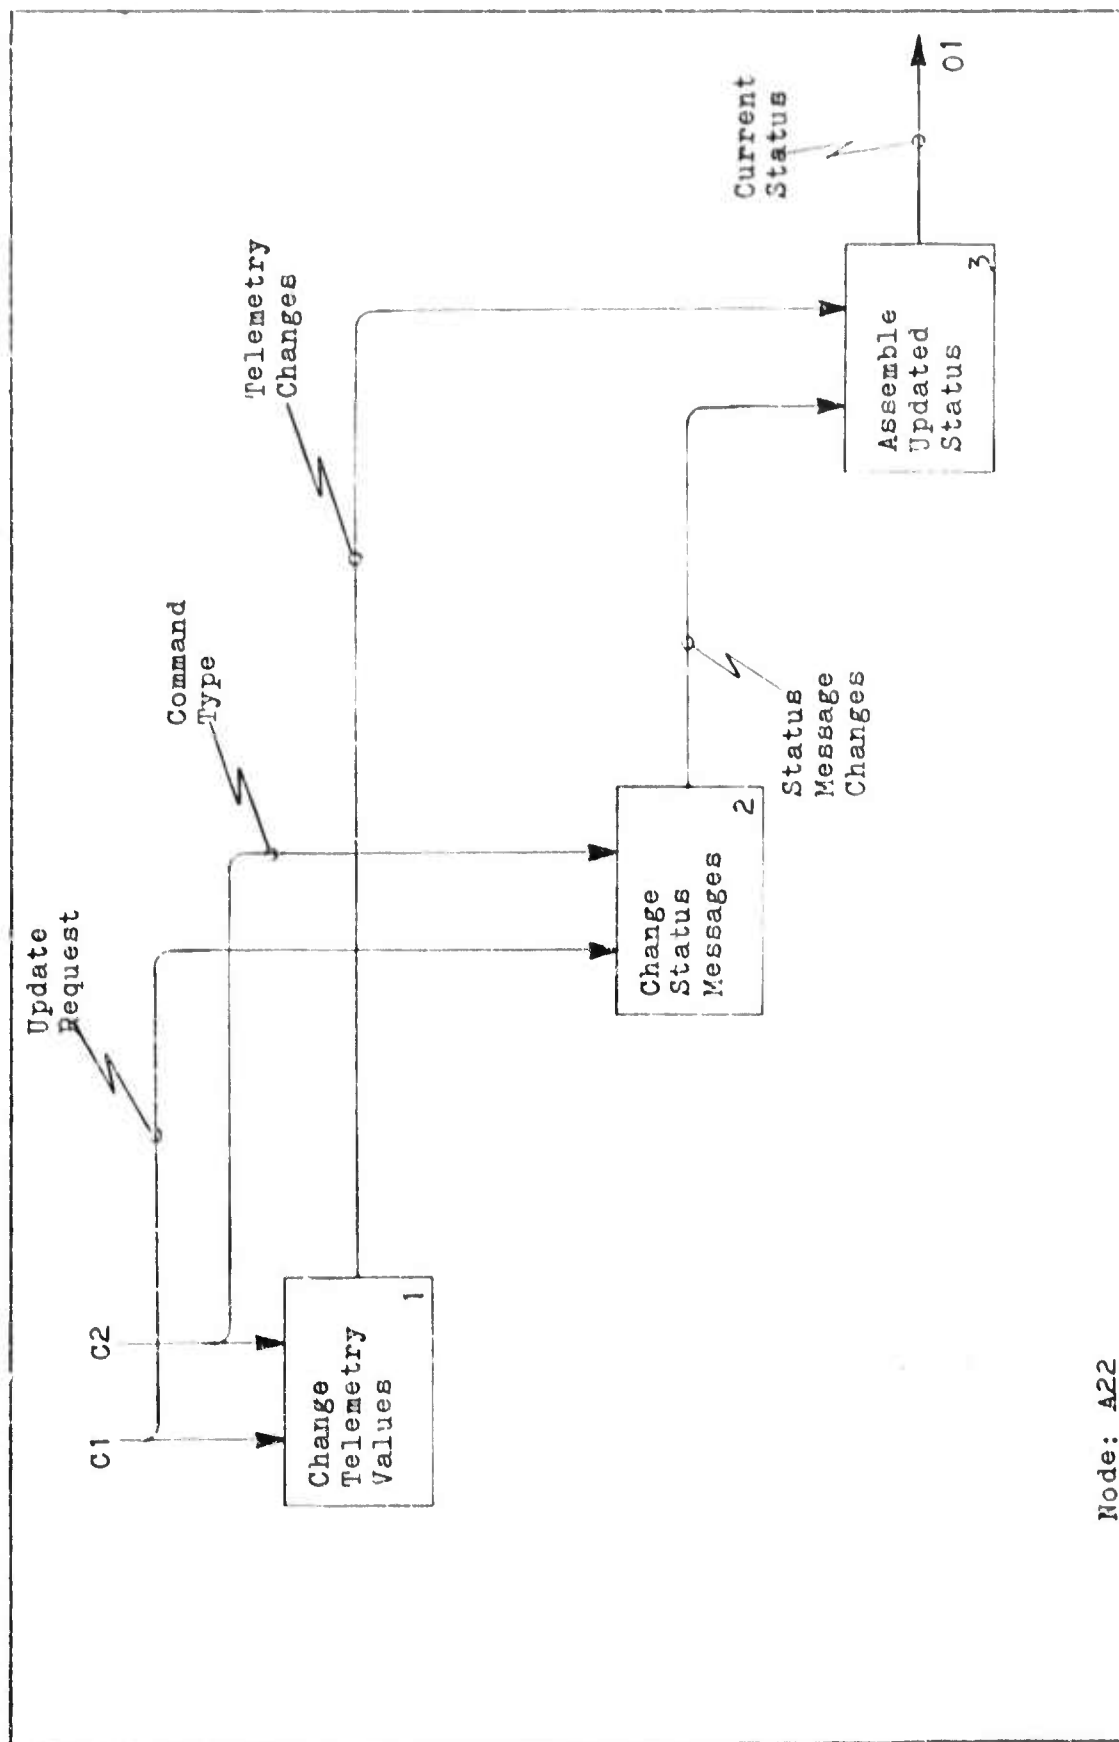 Update
Request
C1
C2
Command
Type
Telemetry
Changes
Current
Status
Change
Telemetry
Values
1
Change
Status
Messages
2
Status
Message
Changes
Assemble
Updated
Status
3
O1
Node: A22